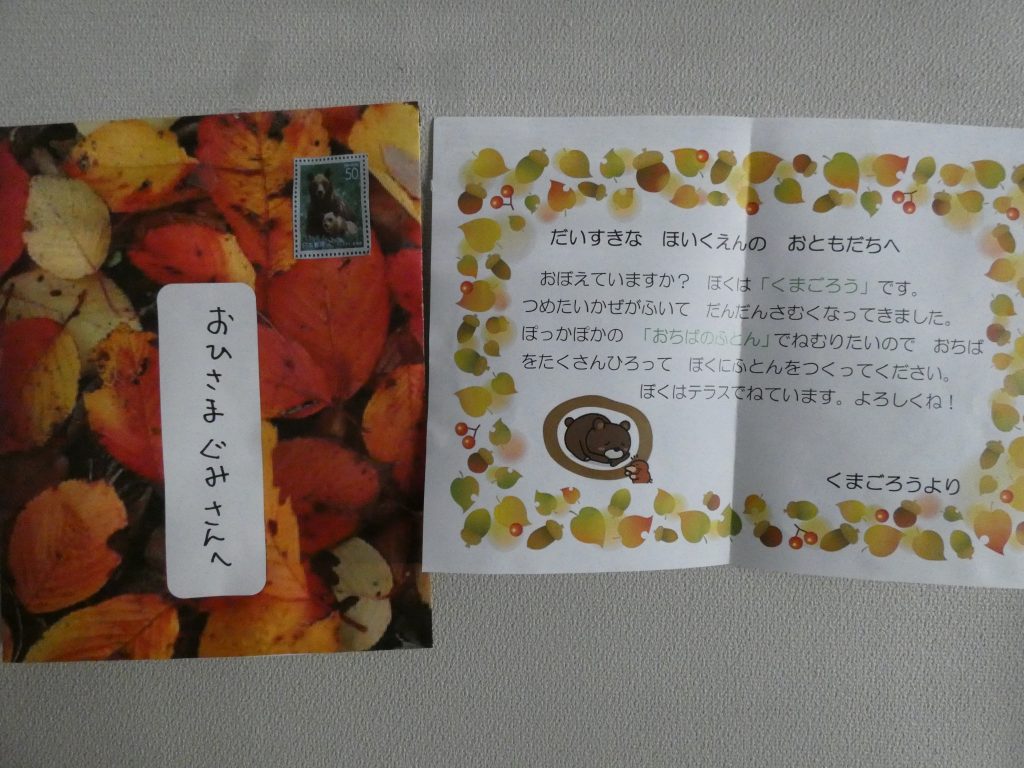 50
おひさまぐみさんへ
だいすきな ほいくえんの おともだちへ
おぼえていますか? ぼくは「くまごろう」です。
つめたいかぜがふいて だんだんさむくなってきました。
ぽっかぽかの 「おちばのふとん」でねむりたいので おちば
をたくさんひろって ぼくにふとんをつくってください。
ぼくはテラスでねています。よろしくね!
くまごろうより